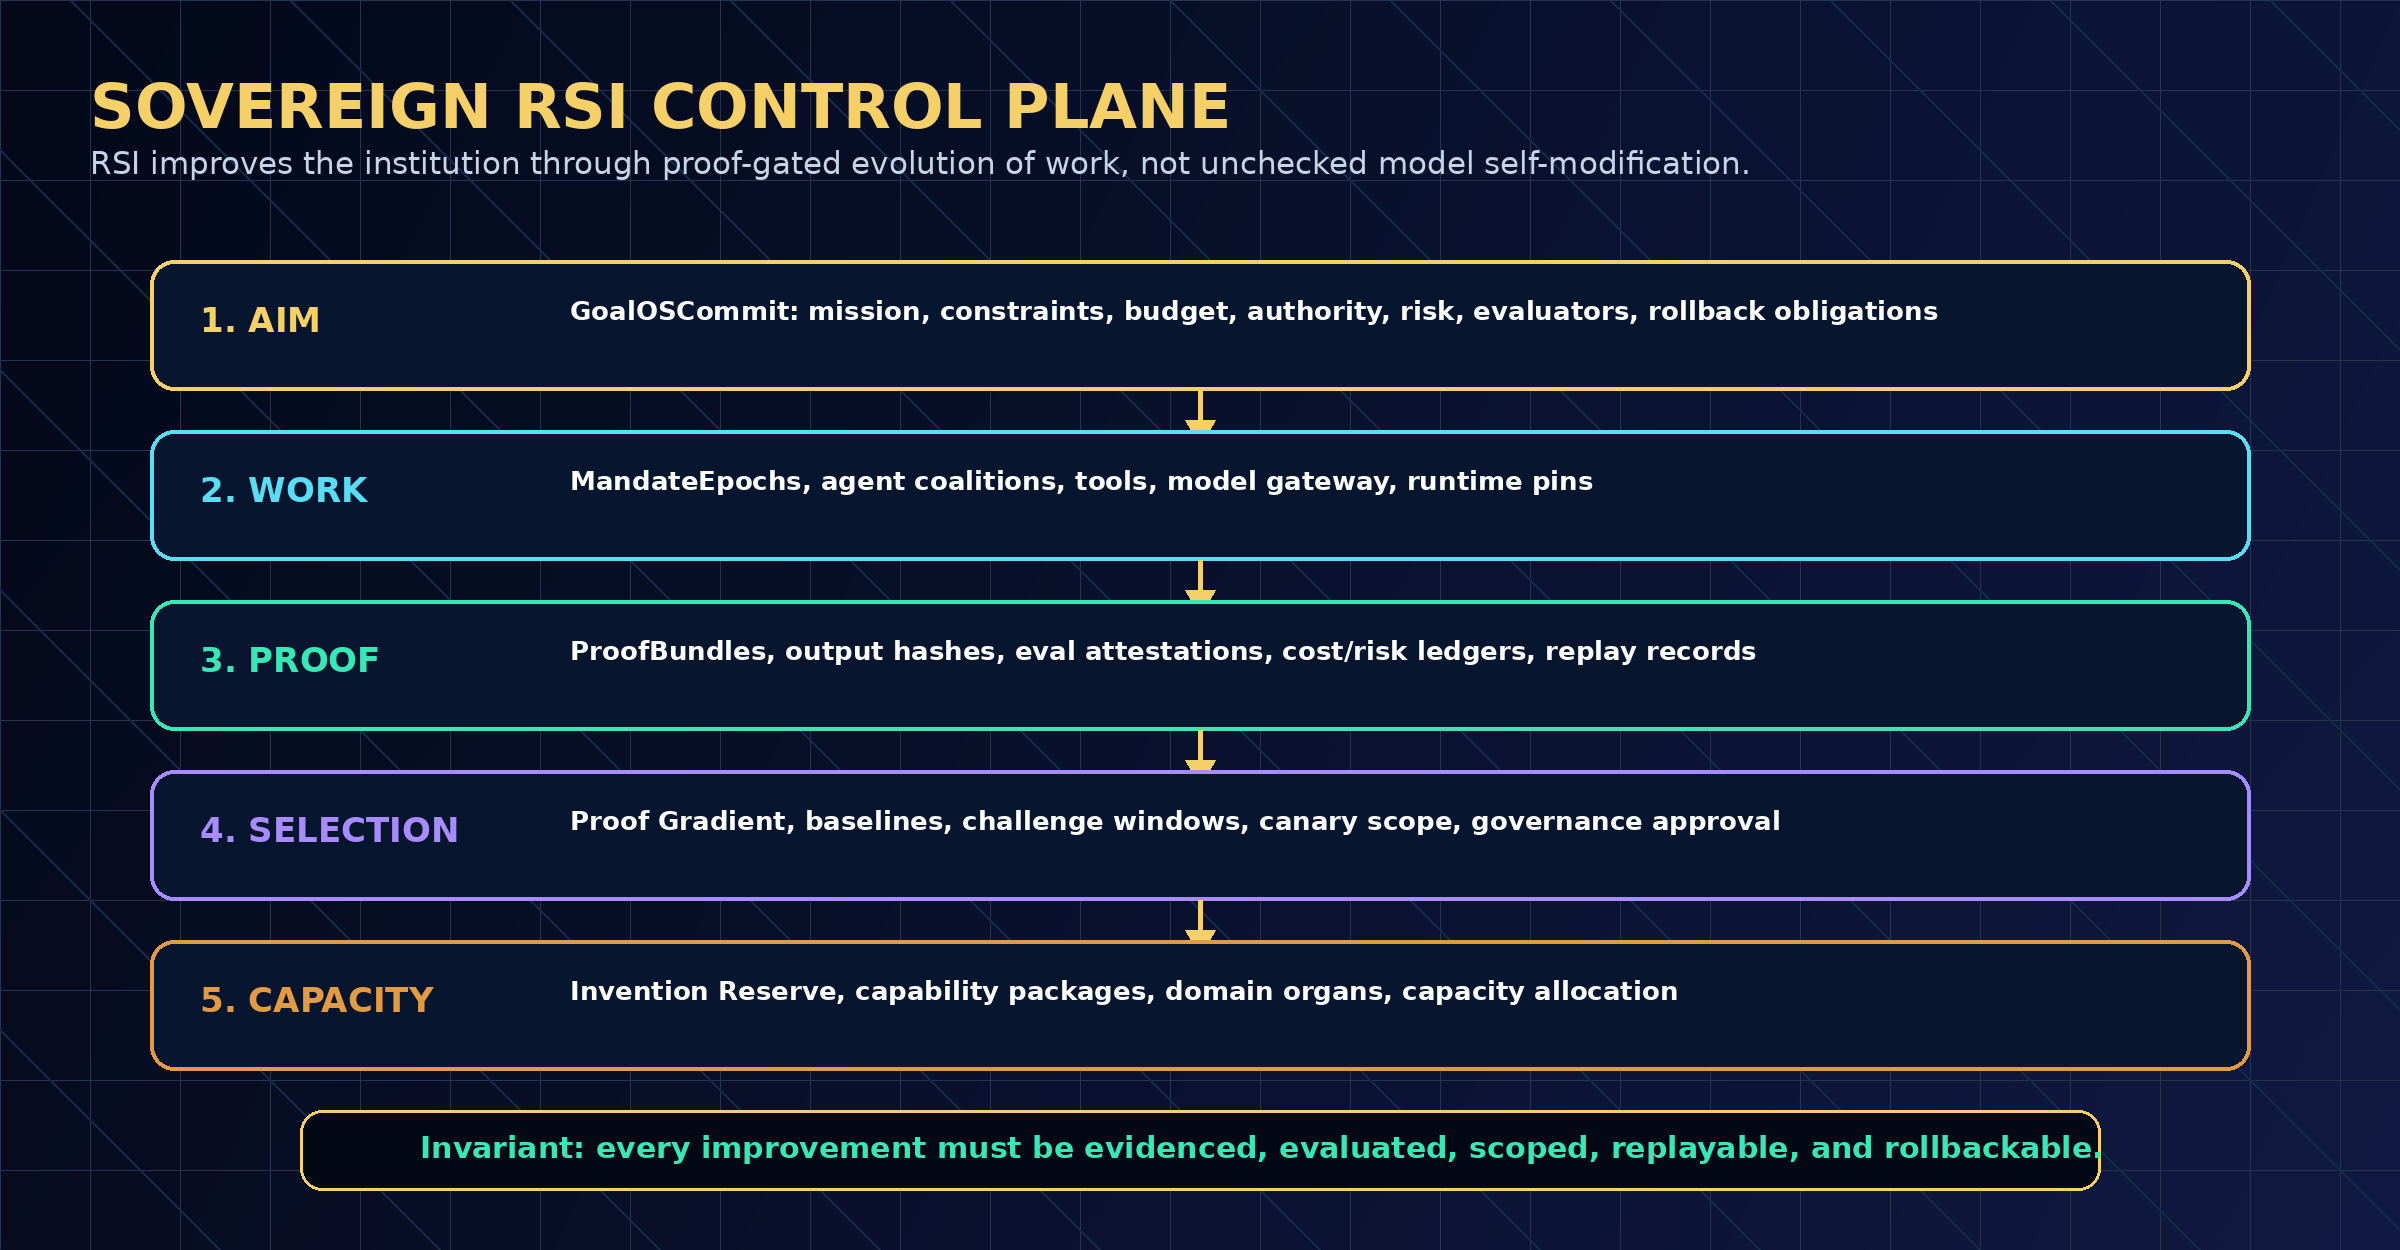 SOVEREIGN RSI CONTROL PLANE
RSI improves the institution through proof-gated evolution of work, not unchecked model self-modification.
1. AIM
GoalOSCommit: mission, constraints, budget, authority, risk, evaluators, rollback obligations
2. WORK
MandateEpochs, agent coalitions, tools, model gateway, runtime pins
3. PROOF
ProofBundles, output hashes, eval attestations, cost/risk ledgers, replay records
4. SELECTION
Proof Gradient, baselines, challenge windows, canary scope, governance approval
5. CAPACITY
Invention Reserve, capability packages, domain organs, capacity allocation
Invariant: every improvement must be evidenced, evaluated, scoped, replayable, and rollbackable.